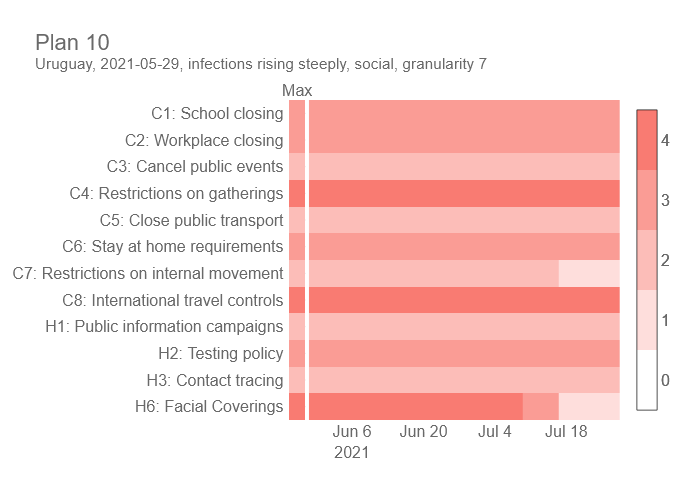 Plan 10
Uruguay, 2021-05-29, infections rising steeply, social, granularity 7
Max
C1: School closing
C2: Workplace closing
C3: Cancel public events
C4: Restrictions on gatherings
C5: Close public transport
C6: Stay at home requirements
C7: Restrictions on internal movement
C8: International travel controls
H1: Public information campaigns
H2: Testing policy
H3: Contact tracing
H6: Facial Coverings
Jun 6 Jun 20 Jul 4 Jul 18
2021
4
3
2
1
0